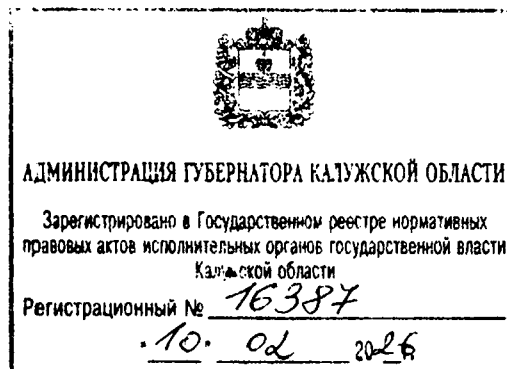 АДМИНИСТРАЦИЯ ГУБЕРНАТОРА КАЛУЖСКОЙ ОБЛАСТИ
Зарегистрировано в Государственном реестре нормативных
правовых актов исполнительных органов государственной власти
Калужской области
Регистрационный № 16387
"10" 02 2026